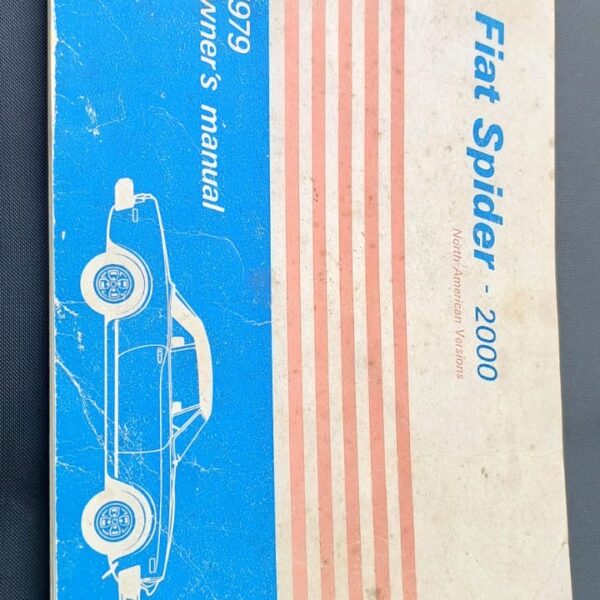 Fiat Spider - 2000
North American Versions
979
wner's manual